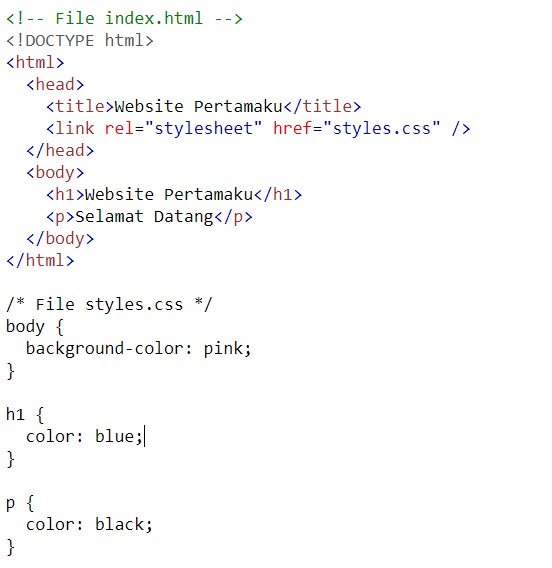 <!-- File index.html -->
<!DOCTYPE html>
<html>
  <head>
    <title>Website Pertamaku</title>
    <link rel="stylesheet" href="styles.css" />
  </head>
  <body>
    <h1>Website Pertamaku</h1>
    <p>Selamat Datang</p>
  </body>
</html>

/* File styles.css */
body {
  background-color: pink;
}

h1 {
  color: blue;
}

p {
  color: black;
}